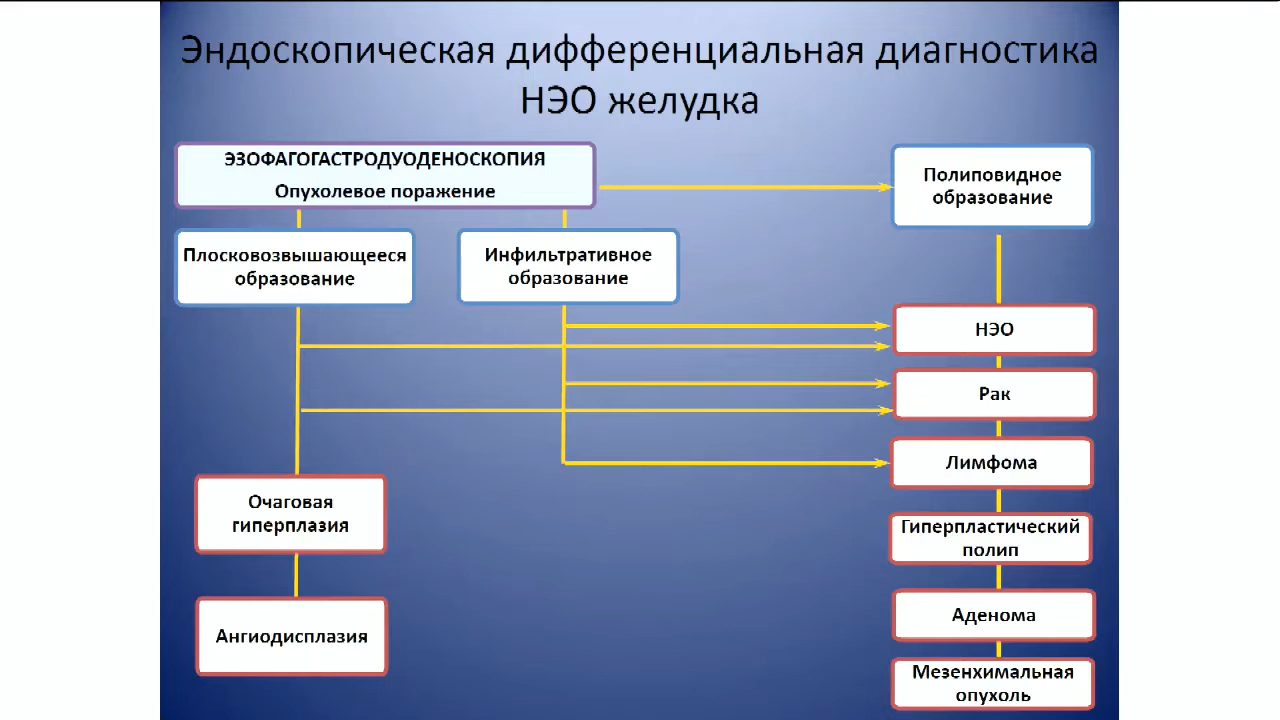 Эндоскопическая дифференциальная диагностика
НЭО желудка
ЭЗОФАГОГАСТРОДУОДЕНОСКОПИЯ
Опухолевое поражение
Полиповидное
образование
Плосковозвышающееся
образование
Инфильтративное
образование
НЭО
Рак
Лимфома
Очаговая
гиперплазия
Гиперпластический
полип
Ангиодисплазия
Аденома
Мезенхимальная
опухоль